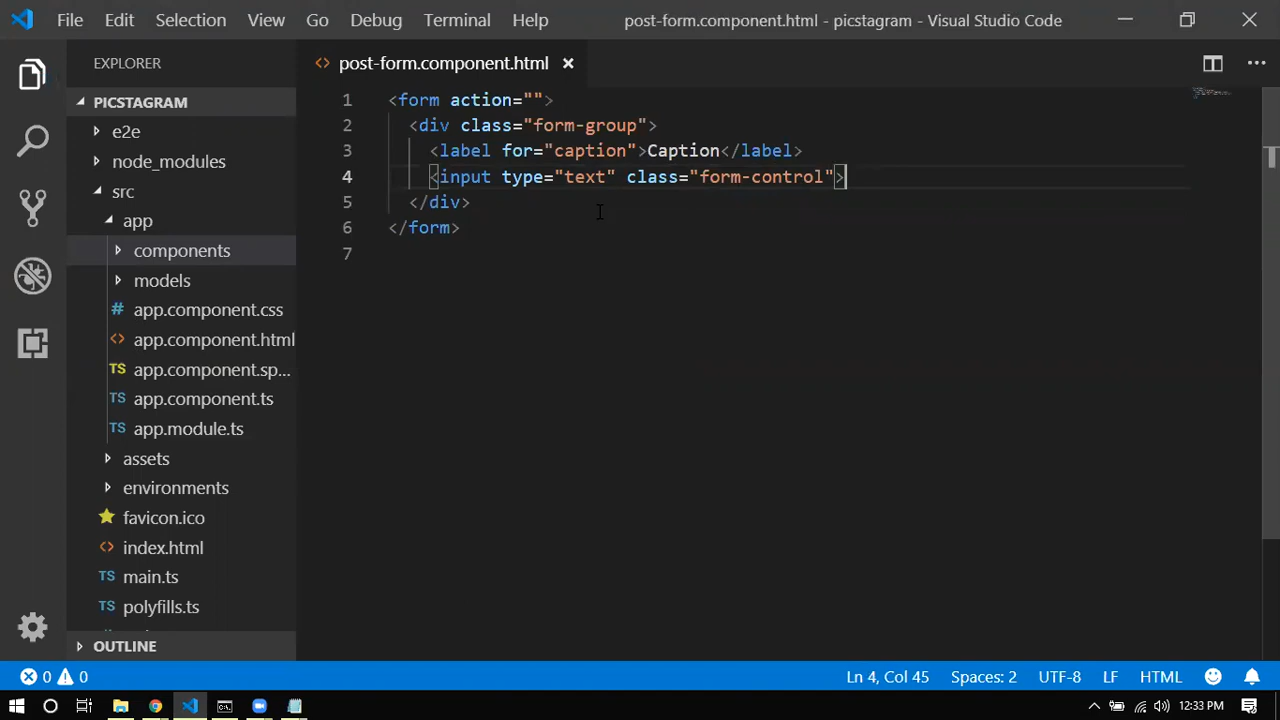 File Edit Selection View Go Debug Terminal Help post-form.component.html - picstagram - Visual Studio Code
EXPLORER
PICSTAGRAM
e2e
node_modules
src
app
components
models
# app.component.css
<> app.component.html
TS app.component.sp...
TS app.component.ts
TS app.module.ts
assets
environments
favicon.ico
<> index.html
TS main.ts
TS polyfills.ts
OUTLINE
<> post-form.component.html
1 <form action="">
2 <div class="form-group">
3 <label for="caption">Caption</label>
4 <input type="text" class="form-control">
5 </div>
6 </form>
7
0 0 Ln 4, Col 45 Spaces: 2 UTF-8 LF HTML
12:33 PM